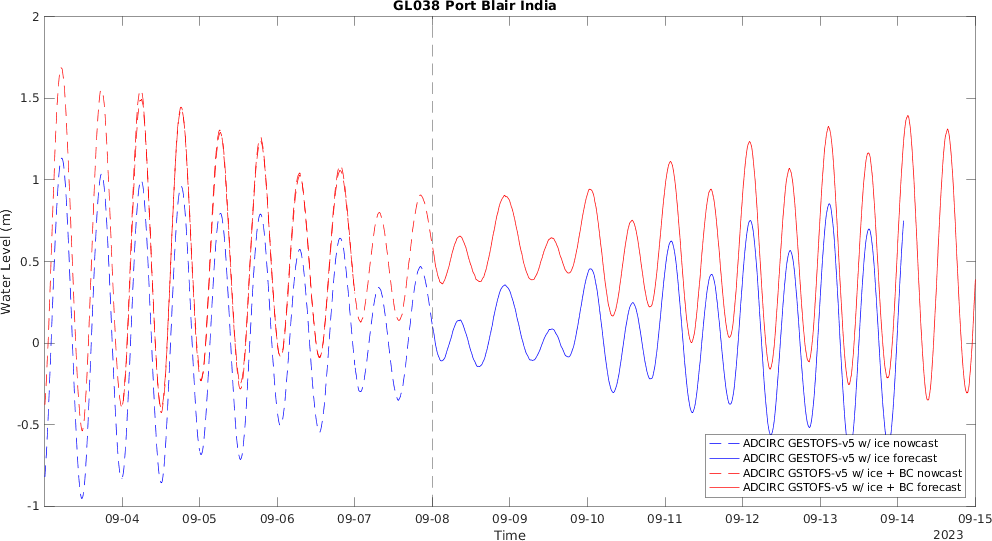 GL038 Port Blair India
2
1.5
1
0.5
0
-0.5
-1
Water Level (m)
ADCIRC GESTOFS-v5 w/ ice nowcast
ADCIRC GESTOFS-v5 w/ ice forecast
ADCIRC GSTOFS-v5 w/ ice + BC nowcast
ADCIRC GSTOFS-v5 w/ ice + BC forecast
09-04 09-05 09-06 09-07 09-08 09-09 09-10 09-11 09-12 09-13 09-14 09-15
Time
2023